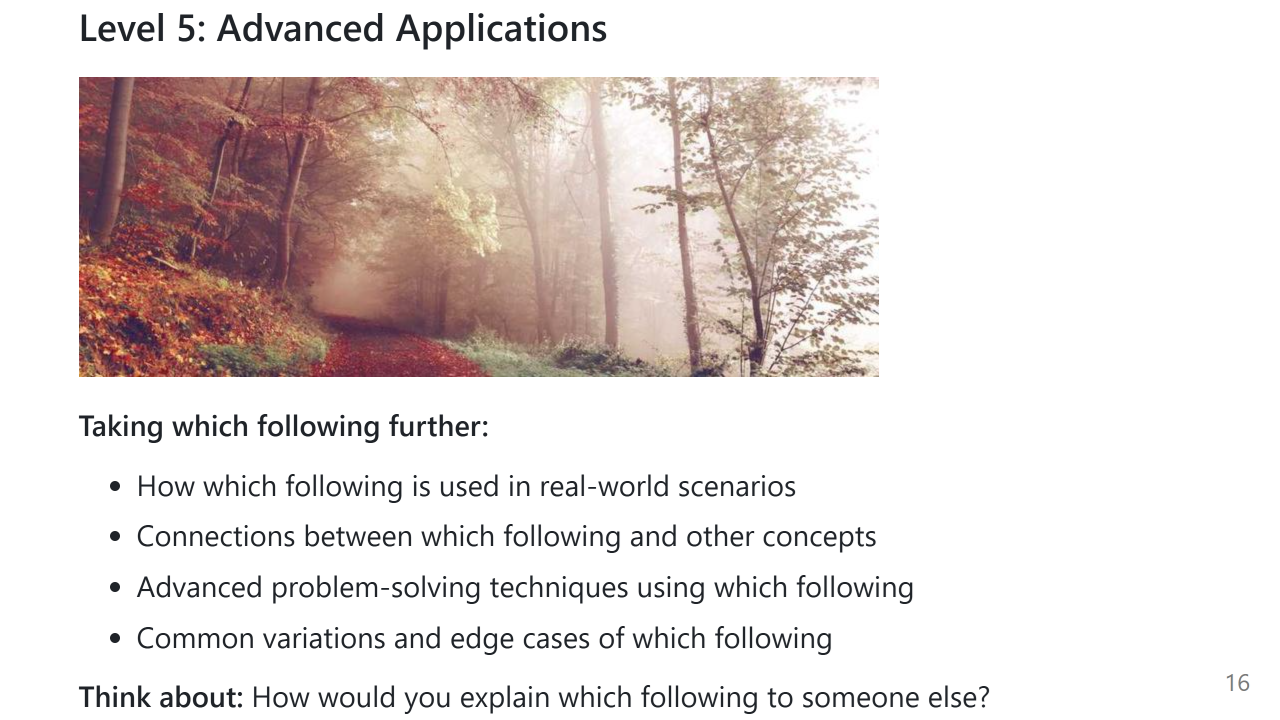 Level 5: Advanced Applications
Taking which following further:
• How which following is used in real-world scenarios
• Connections between which following and other concepts
• Advanced problem-solving techniques using which following
• Common variations and edge cases of which following
Think about: How would you explain which following to someone else?
16